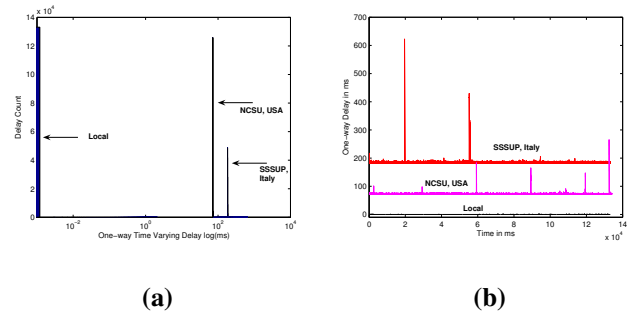 x 10^4
14
12
10
8
6
4
2
0
Delay Count
Local
NCSU, USA
SSSUP,
Italy
10^−2 10^0 10^2 10^4
One−way Time Varying Delay log(ms)
(a)
700
600
500
400
300
200
100
0
One−way Delay in ms
SSSUP, Italy
NCSU, USA
Local
0 2 4 6 8 10 12 14
Time in ms
x 10^4
(b)